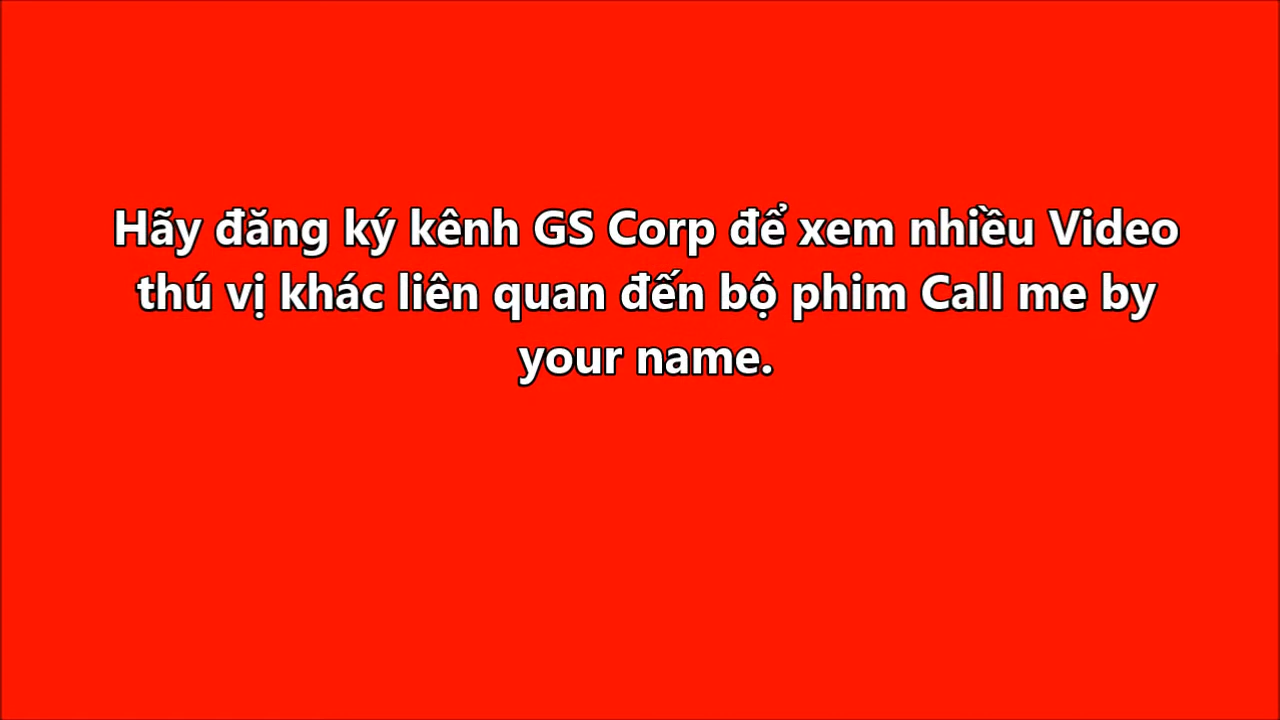 Hãy đăng ký kênh GS Corp để xem nhiều Video
thú vị khác liên quan đến bộ phim Call me by
your name.